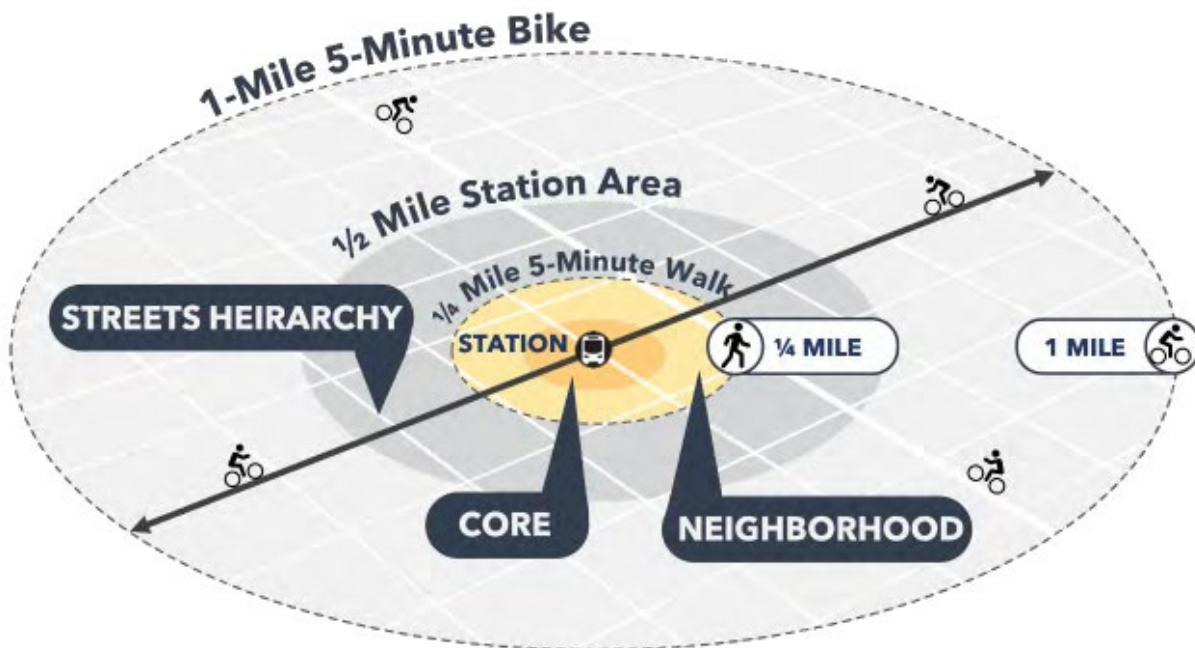 1-Mile 5-Minute Bike
½ Mile Station Area
¼ Mile 5-Minute Walk
STREETS HEIRARCHY
STATION
¼ MILE
1 MILE
CORE
NEIGHBORHOOD